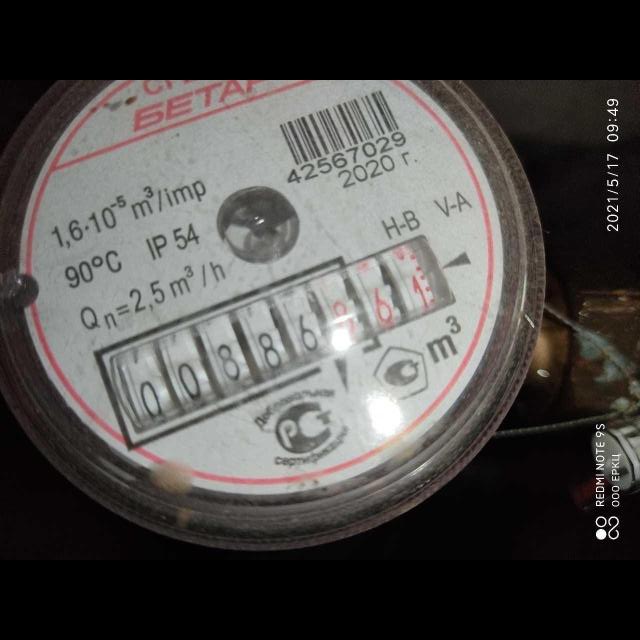 БЕТАР
42567029
2020 г.
1,6·10⁻⁵ m³/imp
90°C IP 54
Qn=2,5 m³/h
H-B V-A
00886961
m³
2021/5/17 09:49
REDMI NOTE 9S
ООО ЕРКЦ